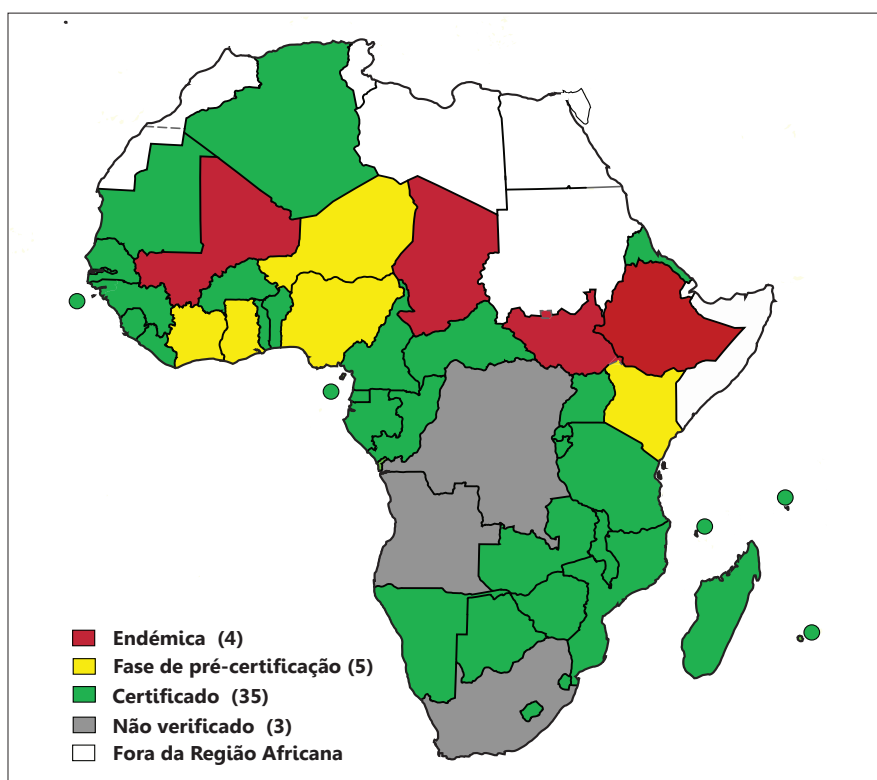 Endémica (4)
Fase de pré-certificação (5)
Certificado (35)
Não verificado (3)
Fora da Região Africana